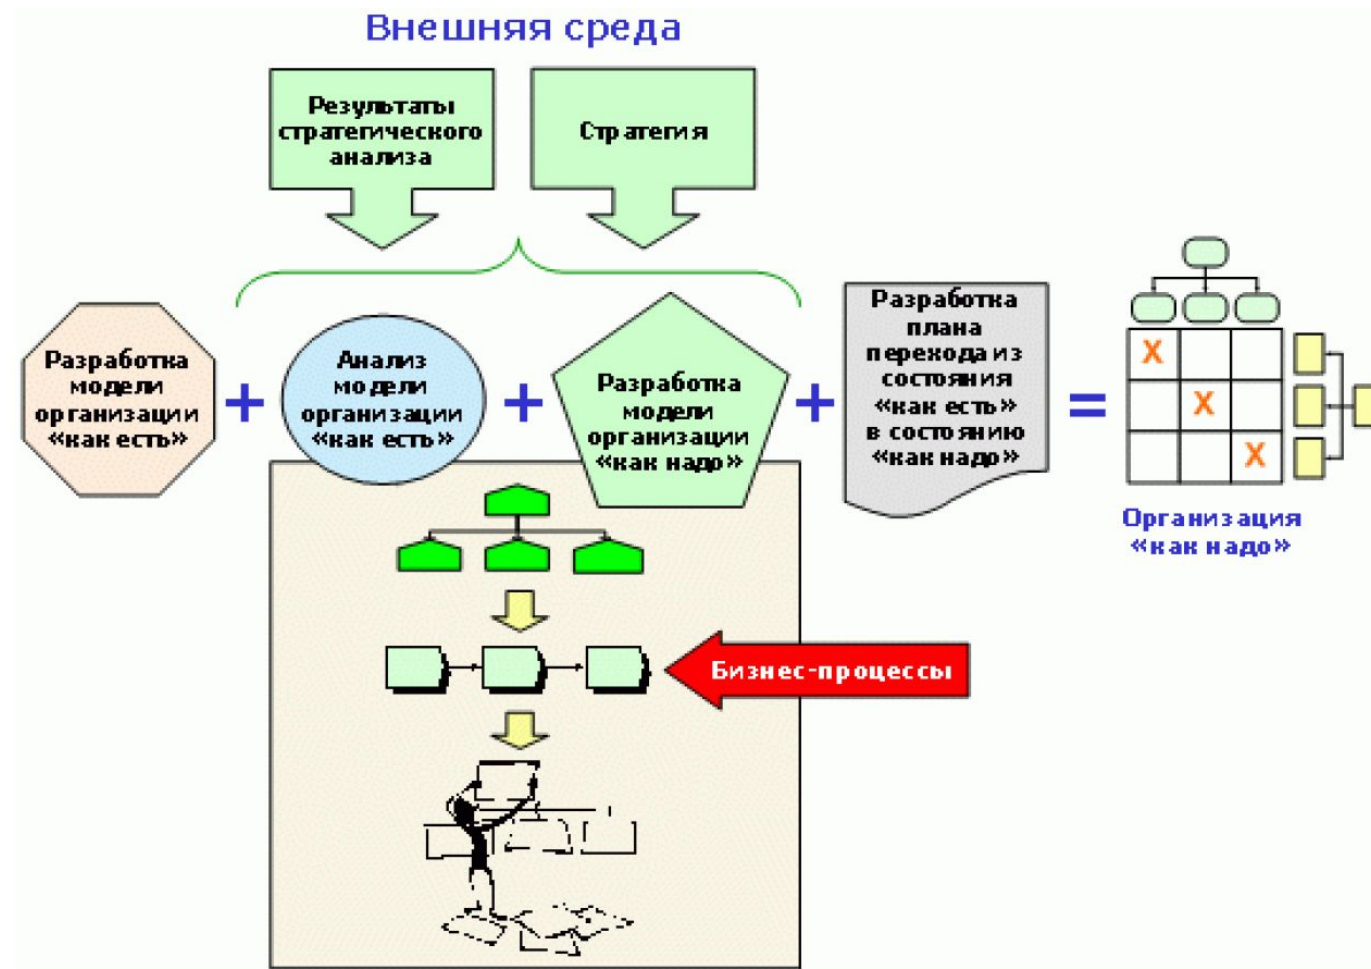 Внешняя среда
Результаты
стратегического
анализа
Стратегия
Разработка
модели
организации
«как есть»
+
Анализ
модели
организации
«как есть»
+
Разработка
модели
организации
«как надо»
+
Разработка
плана
перехода из
состояния
«как есть»
в состоянию
«как надо»
=
X
X
X
Организация
«как надо»
Бизнес-процессы